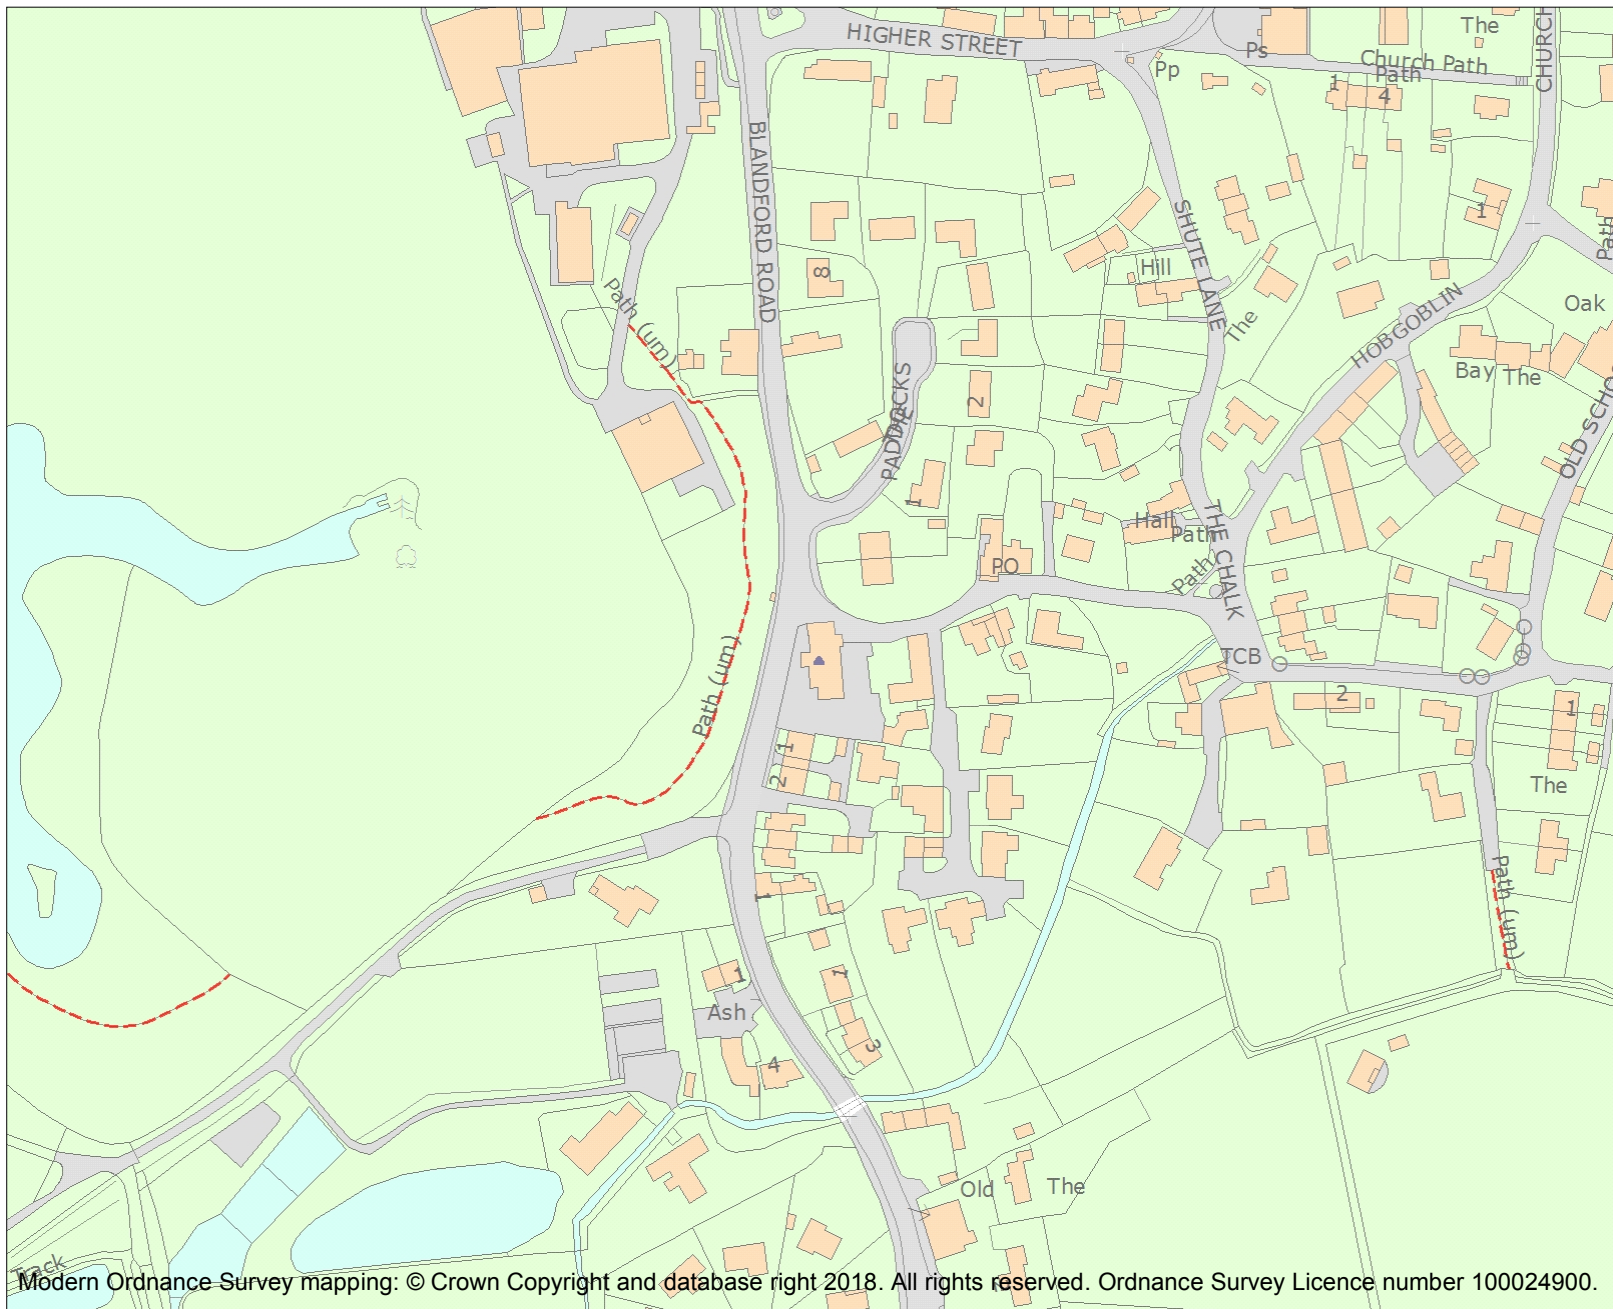 HIGHER STREET
The
CHURCH
Ps
Church Path
Pp
Path
1
4
BLANDFORD ROAD
SHUTE LANE
1
Path
Hill
8
Oak
HOBGOBLIN
The
Path (um)
Bay
The
PADDOCKS
2
OLD SCHOO
1
THE CHALK
Hall
Path
PO
Path
Path (um)
TCB
2
1
1
2
The
Path (um)
1
1
1
Ash
3
4
Old
The
Track
Modern Ordnance Survey mapping: © Crown Copyright and database right 2018. All rights reserved. Ordnance Survey Licence number 100024900.